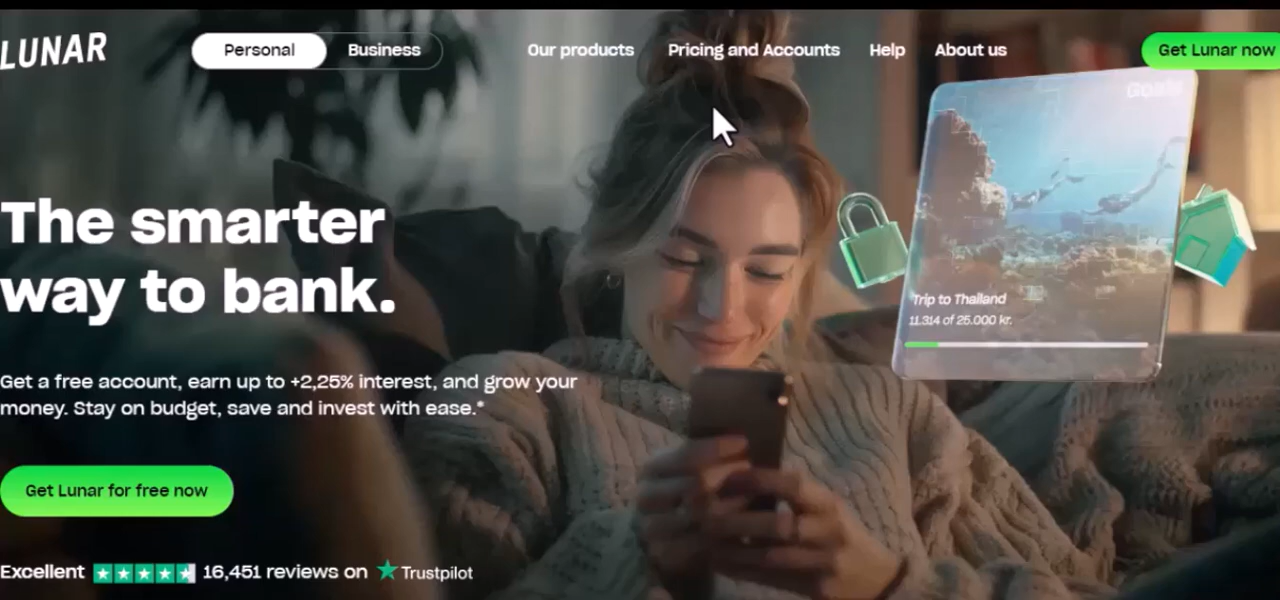 LUNAR
Personal
Business
Our products
Pricing and Accounts
Help
About us
Get Lunar now
Goals
The smarter
way to bank.
Trip to Thailand
11.314 of 25.000 kr.
Get a free account, earn up to +2,25% interest, and grow your
money. Stay on budget, save and invest with ease.*
Get Lunar for free now
Excellent
16,451 reviews on
Trustpilot